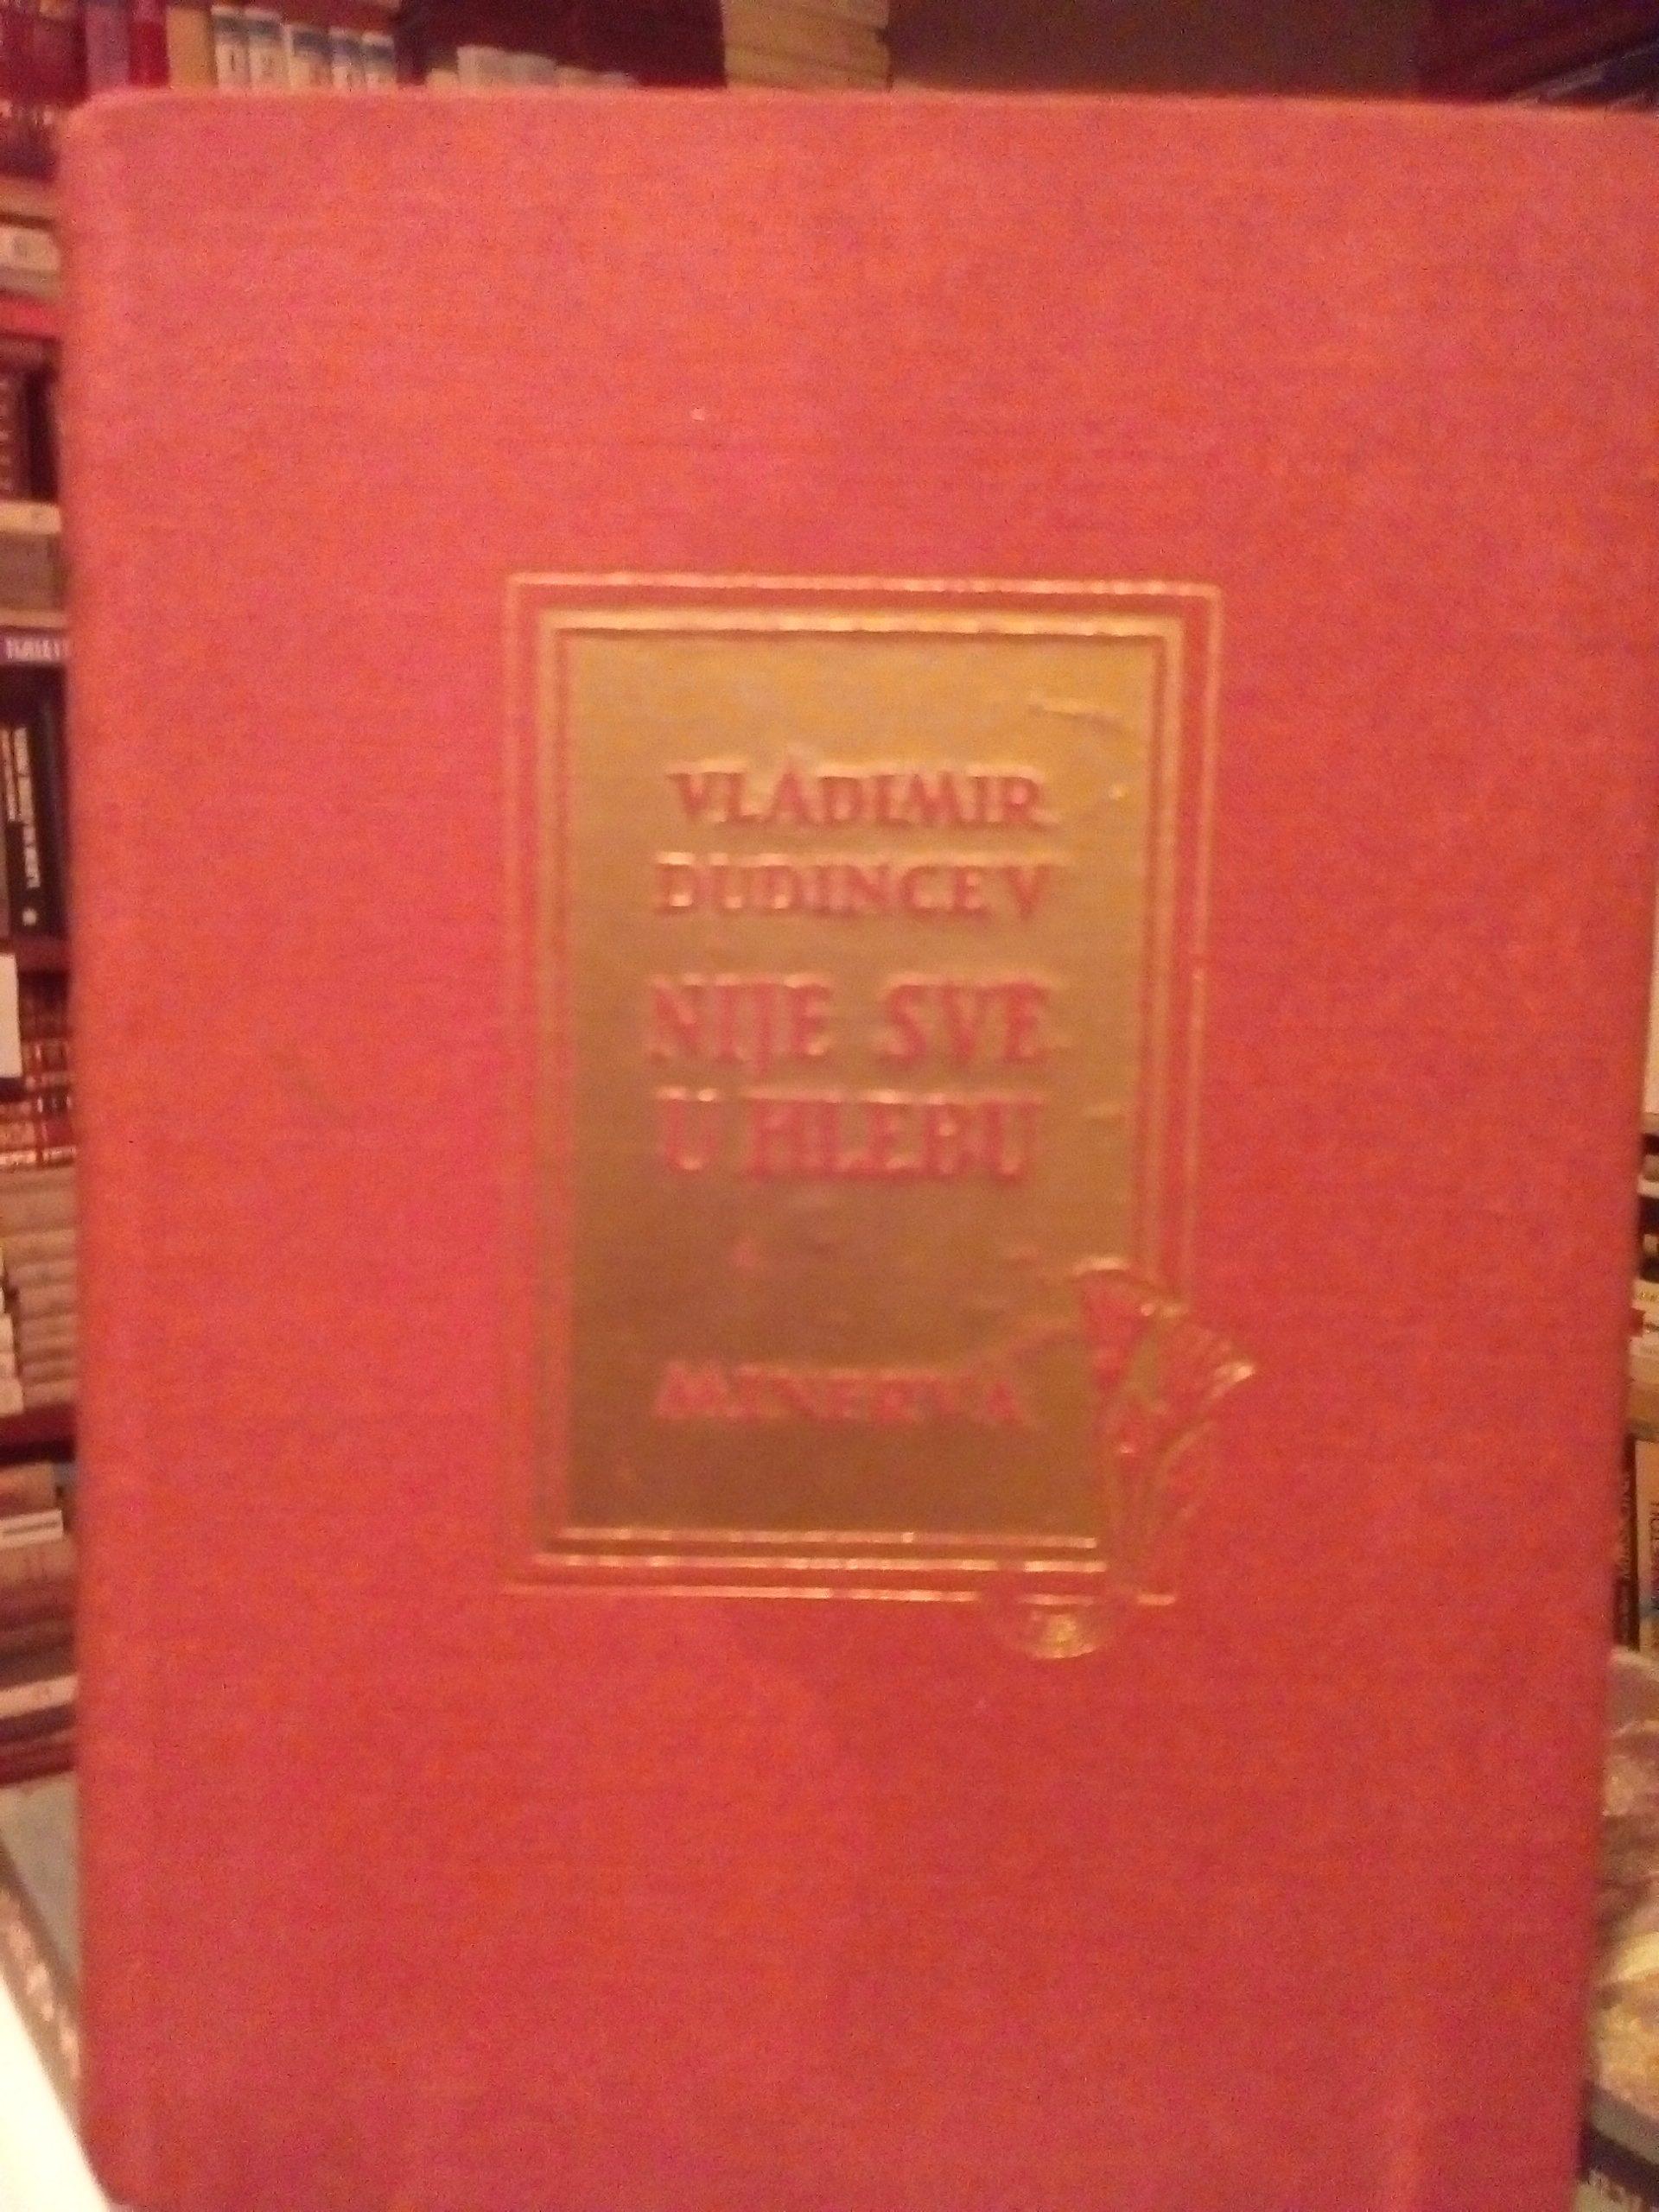 VLADIMIR
DUDINCEV
NIJE SVE
U HLEBU
MINERVA